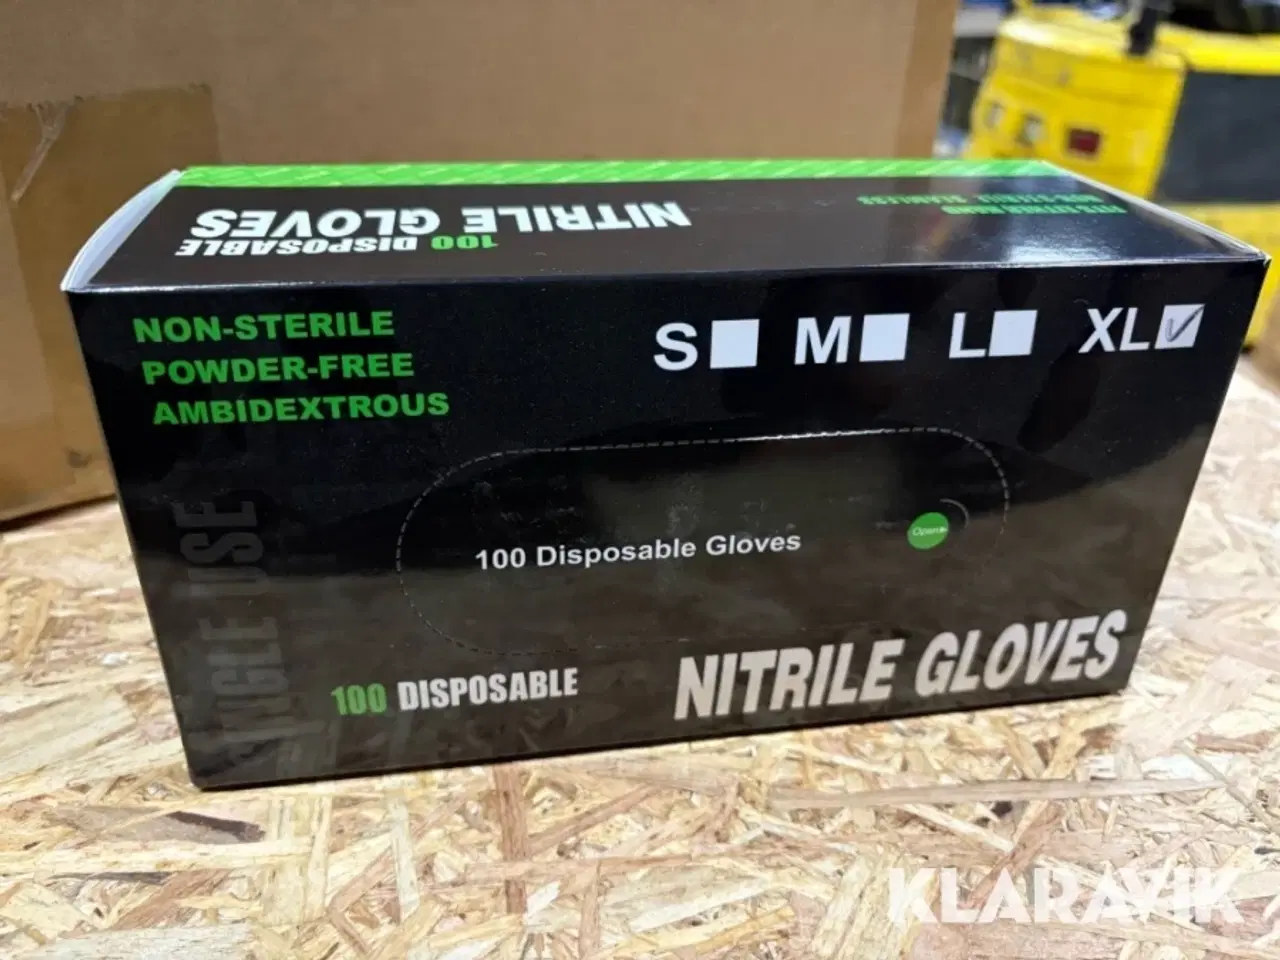 NITRILE GLOVES
100 DISPOSABLE
NON-STERILE
POWDER-FREE
AMBIDEXTROUS
S M L XL
SINGLE USE
100 Disposable Gloves
Open
100 DISPOSABLE
NITRILE GLOVES
KLARAVIK